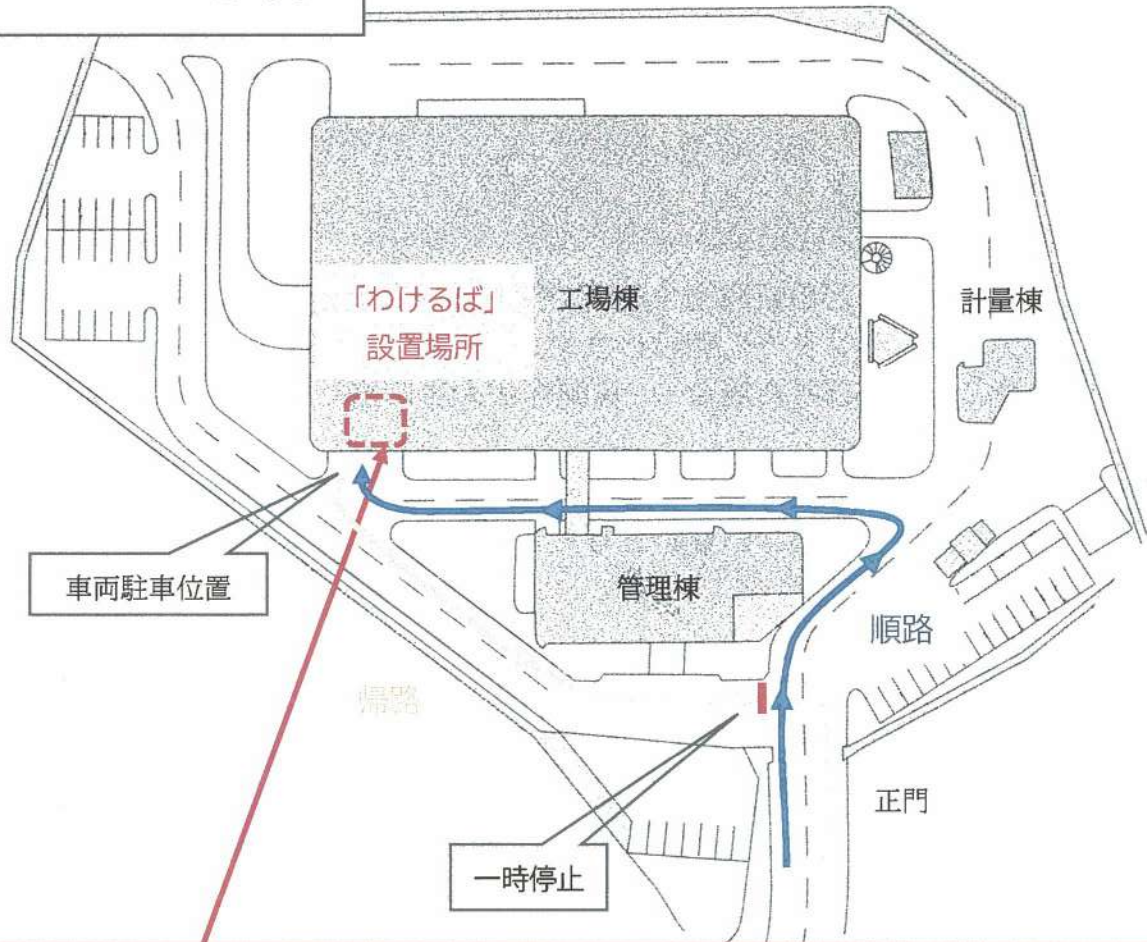 「わけるば」
設置場所
工場棟
計量棟
車両駐車位置
管理棟
順路
帰路
正門
一時停止